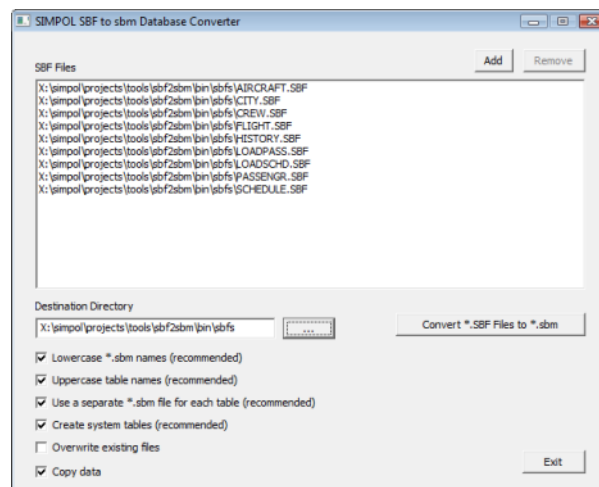 SIMPOL SBF to sbm Database Converter
Add
Remove
SBF Files
X:\simpol\projects\tools\sbf2sbm\bin\sbfs\AIRCRAFT.SBF
X:\simpol\projects\tools\sbf2sbm\bin\sbfs\CITY.SBF
X:\simpol\projects\tools\sbf2sbm\bin\sbfs\CREW.SBF
X:\simpol\projects\tools\sbf2sbm\bin\sbfs\FLIGHT.SBF
X:\simpol\projects\tools\sbf2sbm\bin\sbfs\HISTORY.SBF
X:\simpol\projects\tools\sbf2sbm\bin\sbfs\LOADPASS.SBF
X:\simpol\projects\tools\sbf2sbm\bin\sbfs\LOADSCHD.SBF
X:\simpol\projects\tools\sbf2sbm\bin\sbfs\PASSENGR.SBF
X:\simpol\projects\tools\sbf2sbm\bin\sbfs\SCHEDULE.SBF
Destination Directory
X:\simpol\projects\tools\sbf2sbm\bin\sbfs
...
Convert *.SBF Files to *.sbm
Lowercase *.sbm names (recommended)
Uppercase table names (recommended)
Use a separate *.sbm file for each table (recommended)
Create system tables (recommended)
Overwrite existing files
Copy data
Exit